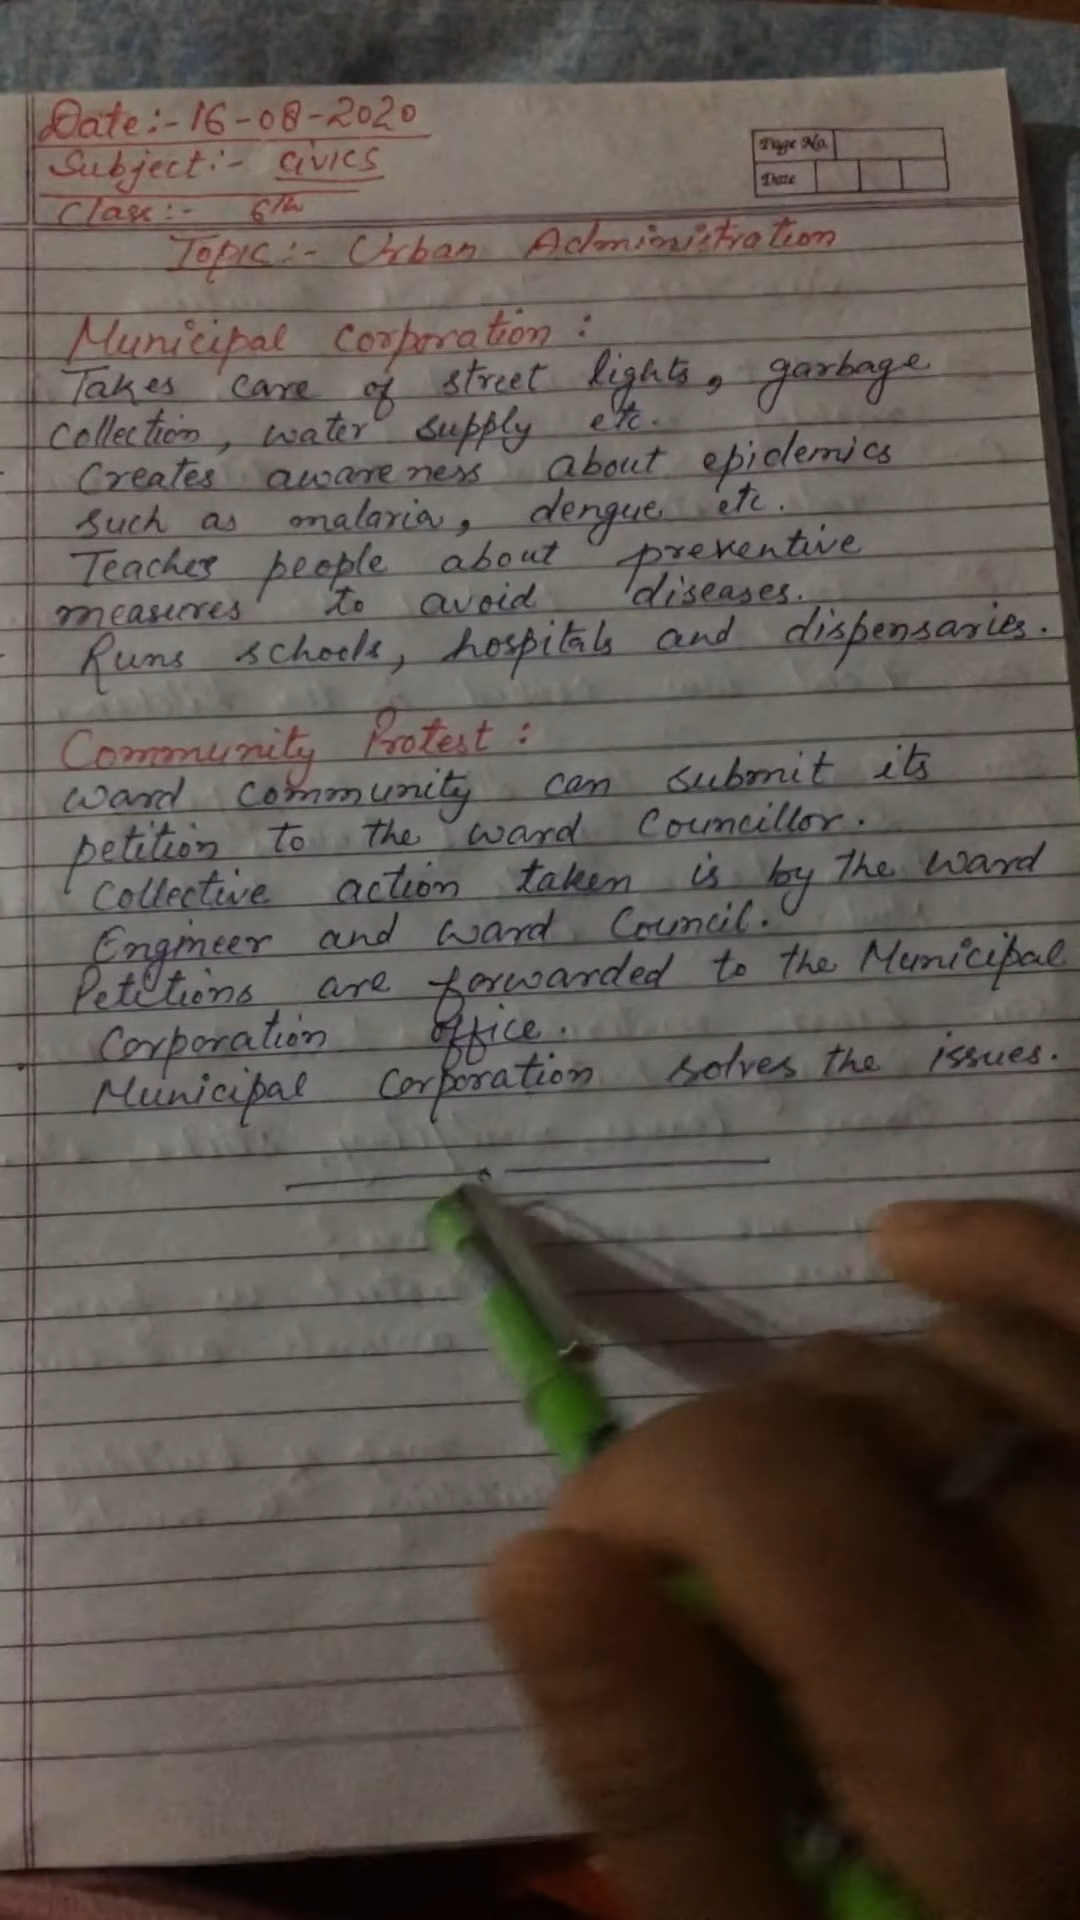 Date:- 16-08-2020
Subject:- Civics
Page No.
Date
Class:- 6th
Topic:- Urban Administration
Municipal Corporation:
Takes care of street lights, garbage
collection, water supply etc.
Creates awareness about epidemics
such as malaria, dengue etc.
Teaches people about preventive
measures to avoid diseases.
Runs schools, hospitals and dispensaries.
Community Protest:
Ward community can submit its
petition to the ward Councillor.
Collective action taken is by the ward
Engineer and ward Council.
Petitions are forwarded to the Municipal
Corporation office.
Municipal Corporation solves the issues.